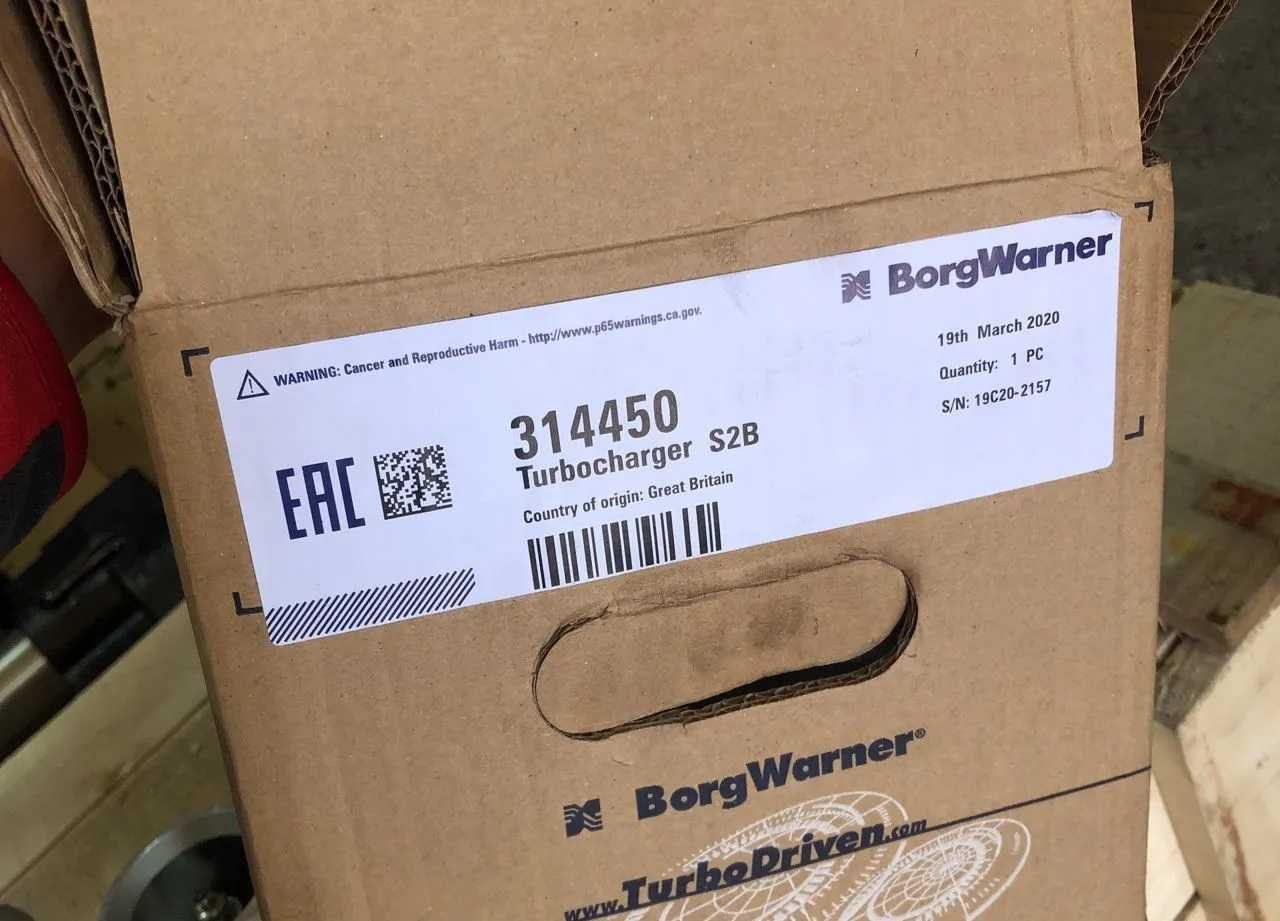 BorgWarner
WARNING: Cancer and Reproductive Harm - http://www.p65warnings.ca.gov.
19th March 2020
Quantity: 1 PC
S/N: 19C20-2157
314450
Turbocharger S2B
Country of origin: Great Britain
EAC
BorgWarner®
www.TurboDriven.com